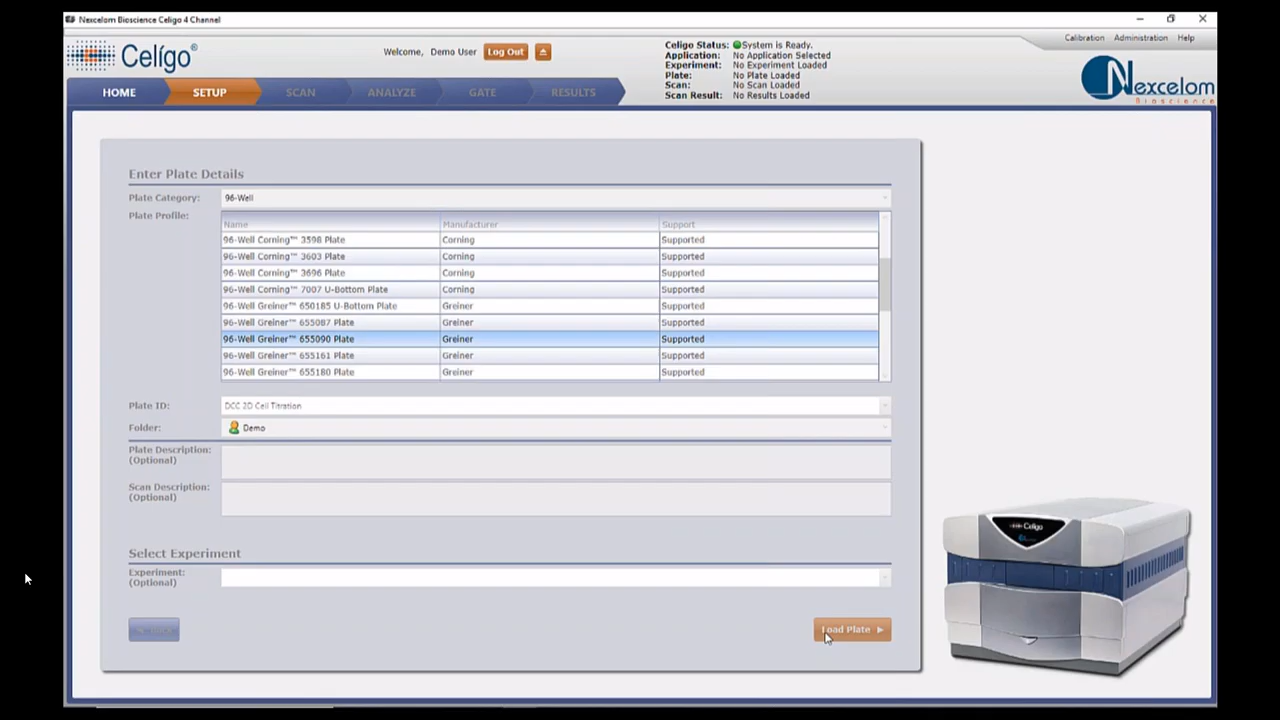 Nexcelom Bioscience Celigo 4 Channel
Calibration Administration Help
Celígo®
Welcome, Demo User Log Out
Celigo Status: System is Ready.
Application: No Application Selected
Experiment: No Experiment Loaded
Plate: No Plate Loaded
Scan: No Scan Loaded
Scan Result: No Results Loaded
Nexcelom
Bioscience
HOME SETUP SCAN ANALYZE GATE RESULTS
Enter Plate Details
Plate Category: 96-Well
Plate Profile:
Name Manufacturer Support
96-Well Corning™ 3598 Plate Corning Supported
96-Well Corning™ 3603 Plate Corning Supported
96-Well Corning™ 3696 Plate Corning Supported
96-Well Corning™ 7007 U-Bottom Plate Corning Supported
96-Well Greiner™ 650185 U-Bottom Plate Greiner Supported
96-Well Greiner™ 655087 Plate Greiner Supported
96-Well Greiner™ 655090 Plate Greiner Supported
96-Well Greiner™ 655161 Plate Greiner Supported
96-Well Greiner™ 655180 Plate Greiner Supported
Plate ID: DCC 2D Cell Titration
Folder: Demo
Plate Description:
(Optional)
Scan Description:
(Optional)
Select Experiment
Experiment:
(Optional)
Load Plate
Celigo